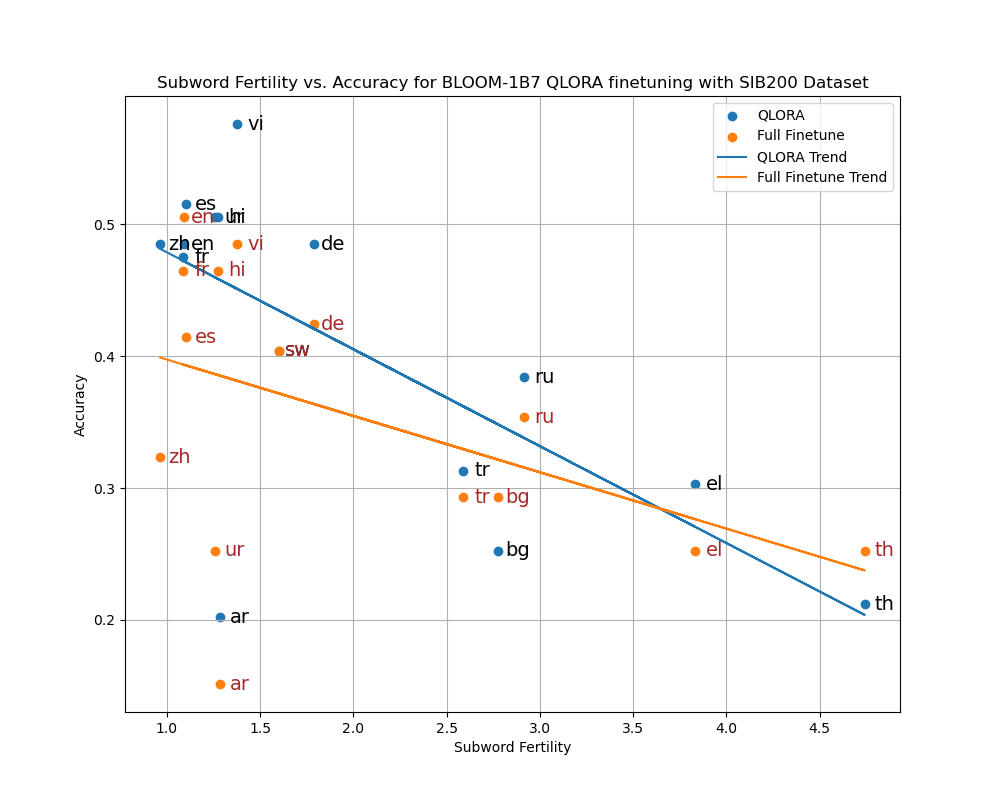 Subword Fertility vs. Accuracy for BLOOM-1B7 QLORA finetuning with SIB200 Dataset
QLORA
Full Finetune
QLORA Trend
Full Finetune Trend
vi
es
en
ur
hi
zh
en
vi
de
fr
fr
hi
es
de
sw
sw
ru
ru
zh
tr
el
tr
bg
ur
bg
el
th
th
ar
ar
0.5
0.4
0.3
0.2
Accuracy
1.0 1.5 2.0 2.5 3.0 3.5 4.0 4.5
Subword Fertility